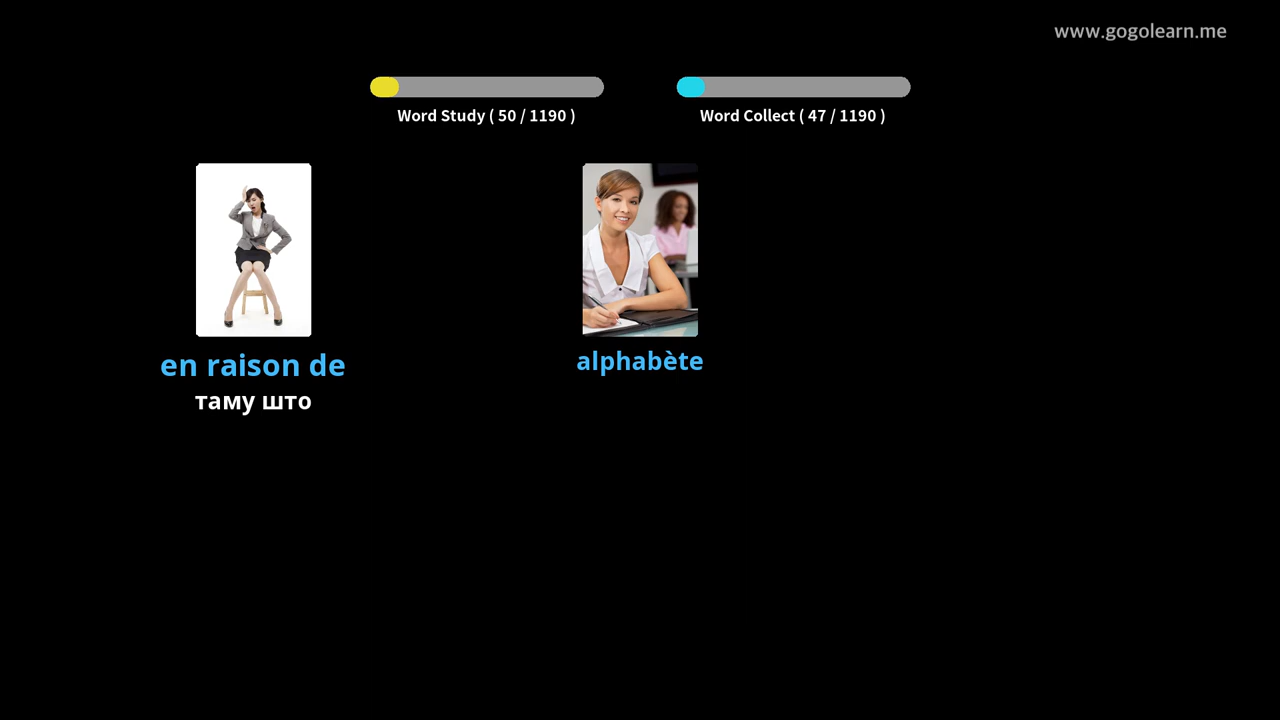 www.gogolearn.me
Word Study ( 50 / 1190 )
Word Collect ( 47 / 1190 )
en raison de
таму што
alphabète